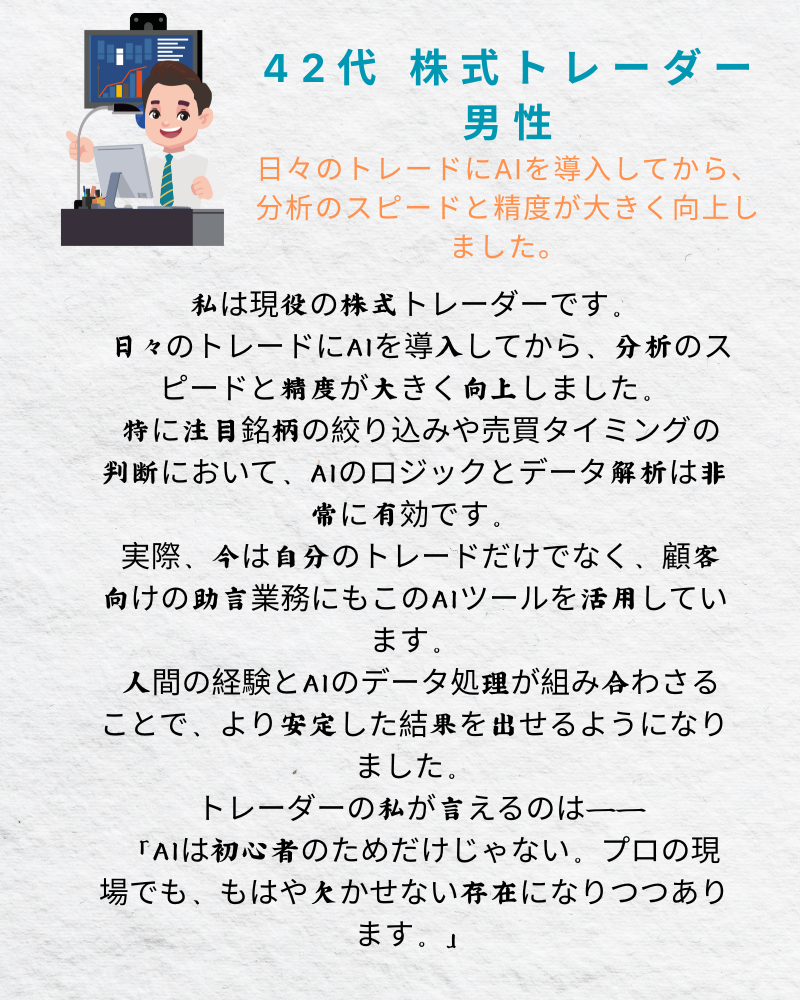 42代 株式トレーダー
男性
日々のトレードにAIを導入してから、
分析のスピードと精度が大きく向上し
ました。
私は現役の株式トレーダーです。
日々のトレードにAIを導入してから、分析のス
ピードと精度が大きく向上しました。
特に注目銘柄の絞り込みや売買タイミングの
判断において、AIのロジックとデータ解析は非
常に有効です。
実際、今は自分のトレードだけでなく、顧客
向けの助言業務にもこのAIツールを活用してい
ます。
人間の経験とAIのデータ処理が組み合わさる
ことで、より安定した結果を出せるようになり
ました。
トレーダーの私が言えるのは——
「AIは初心者のためだけじゃない。プロの現
場でも、もはや欠かせない存在になりつつあり
ます。」